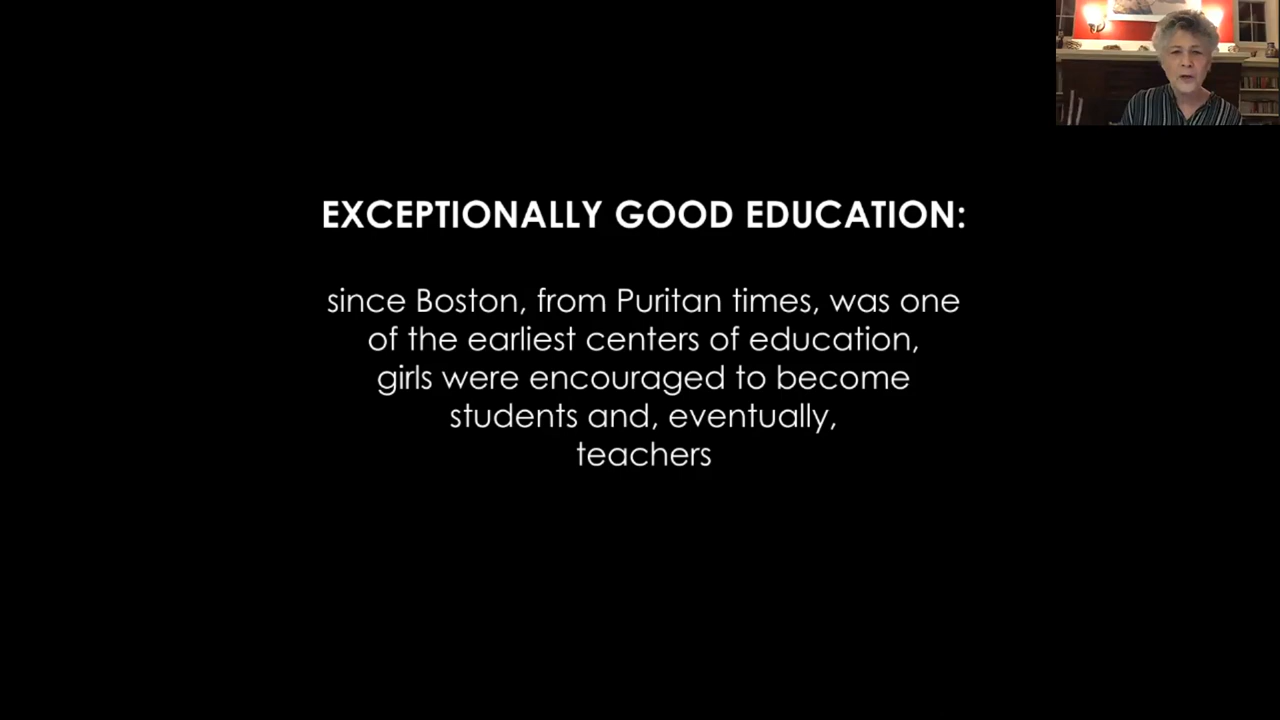 EXCEPTIONALLY GOOD EDUCATION:
since Boston, from Puritan times, was one
of the earliest centers of education,
girls were encouraged to become
students and, eventually,
teachers